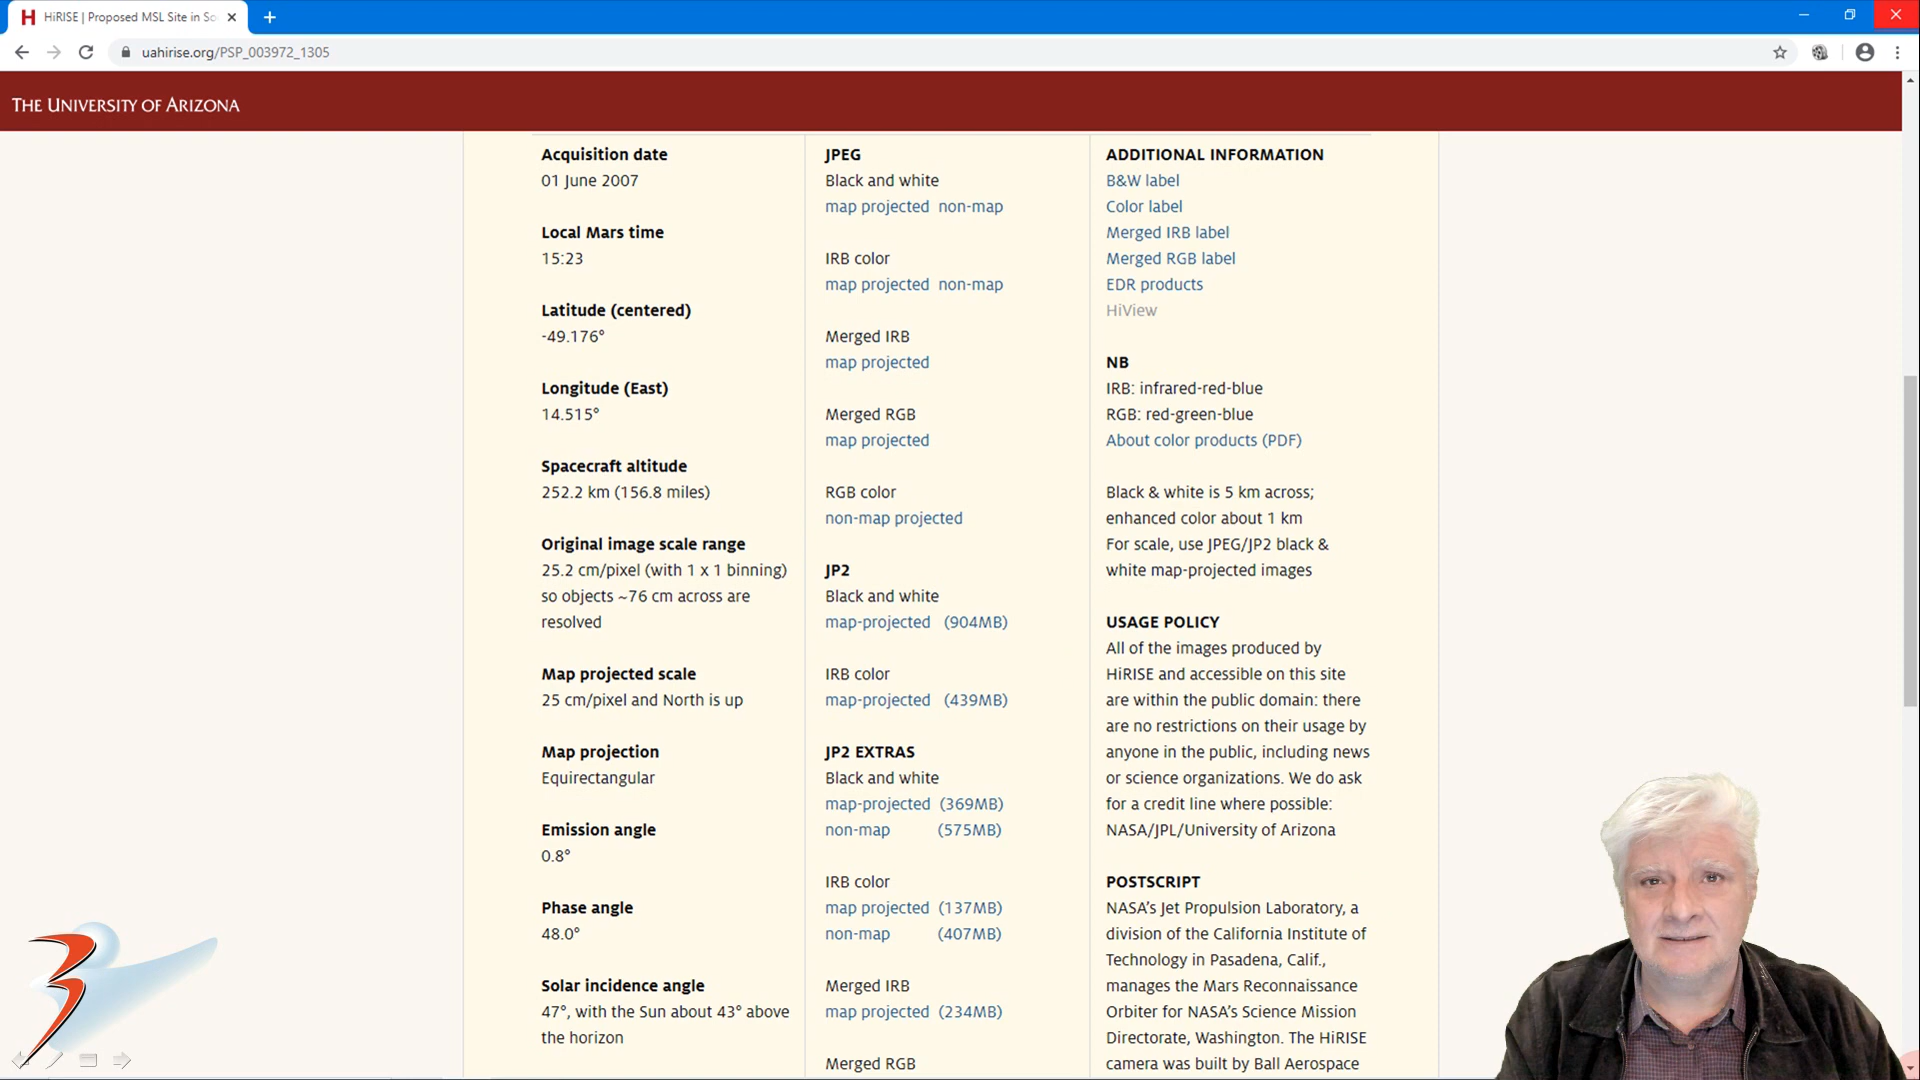 HiRISE | Proposed MSL Site in So
uahirise.org/PSP_003972_1305
THE UNIVERSITY OF ARIZONA
Acquisition date
01 June 2007
Local Mars time
15:23
Latitude (centered)
-49.176°
Longitude (East)
14.515°
Spacecraft altitude
252.2 km (156.8 miles)
Original image scale range
25.2 cm/pixel (with 1 x 1 binning)
so objects ~76 cm across are
resolved
Map projected scale
25 cm/pixel and North is up
Map projection
Equirectangular
Emission angle
0.8°
Phase angle
48.0°
Solar incidence angle
47°, with the Sun about 43° above
the horizon
JPEG
Black and white
map projected non-map
IRB color
map projected non-map
Merged IRB
map projected
Merged RGB
map projected
RGB color
non-map projected
JP2
Black and white
map-projected (904MB)
IRB color
map-projected (439MB)
JP2 EXTRAS
Black and white
map-projected (369MB)
non-map (575MB)
IRB color
map projected (137MB)
non-map (407MB)
Merged IRB
map projected (234MB)
Merged RGB
ADDITIONAL INFORMATION
B&W label
Color label
Merged IRB label
Merged RGB label
EDR products
HiView
NB
IRB: infrared-red-blue
RGB: red-green-blue
About color products (PDF)
Black & white is 5 km across;
enhanced color about 1 km
For scale, use JPEG/JP2 black &
white map-projected images
USAGE POLICY
All of the images produced by
HiRISE and accessible on this site
are within the public domain: there
are no restrictions on their usage by
anyone in the public, including news
or science organizations. We do ask
for a credit line where possible:
NASA/JPL/University of Arizona
POSTSCRIPT
NASA's Jet Propulsion Laboratory, a
division of the California Institute of
Technology in Pasadena, Calif.,
manages the Mars Reconnaissance
Orbiter for NASA's Science Mission
Directorate, Washington. The HiRISE
camera was built by Ball Aerospace